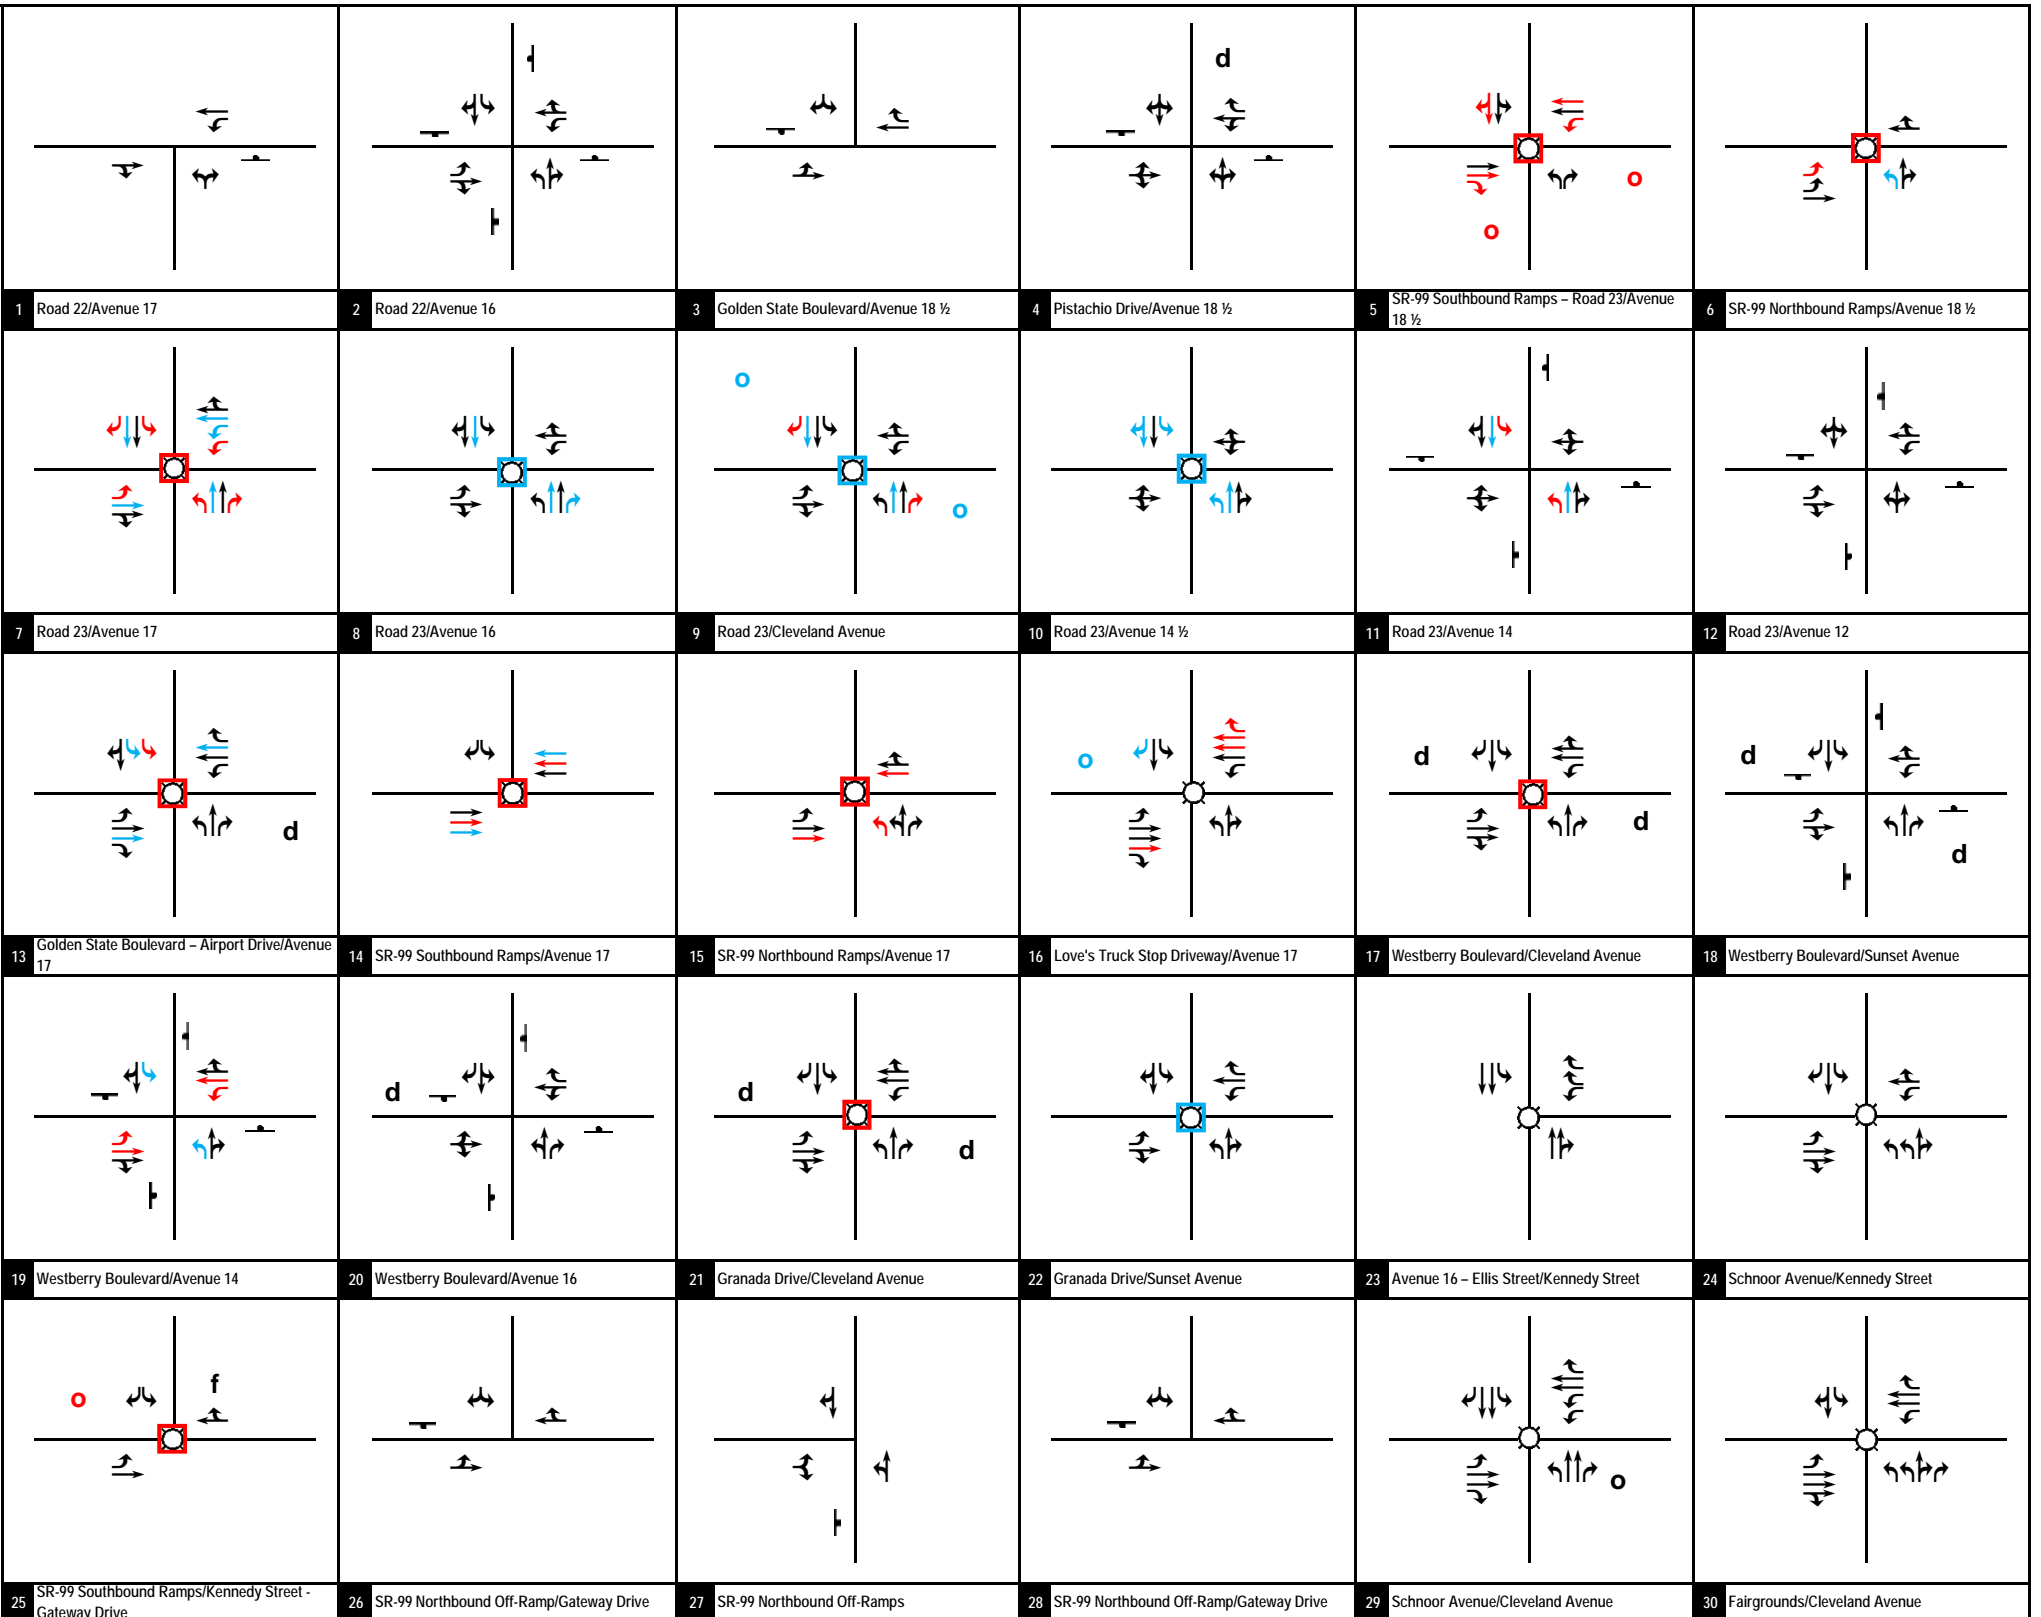 d
o
o
1 Road 22/Avenue 17
2 Road 22/Avenue 16
3 Golden State Boulevard/Avenue 18 ½
4 Pistachio Drive/Avenue 18 ½
5 SR-99 Southbound Ramps – Road 23/Avenue
18 ½
6 SR-99 Northbound Ramps/Avenue 18 ½
o
o
7 Road 23/Avenue 17
8 Road 23/Avenue 16
9 Road 23/Cleveland Avenue
10 Road 23/Avenue 14 ½
11 Road 23/Avenue 14
12 Road 23/Avenue 12
d
o
d
d
d
d
13 Golden State Boulevard – Airport Drive/Avenue
17
14 SR-99 Southbound Ramps/Avenue 17
15 SR-99 Northbound Ramps/Avenue 17
16 Love's Truck Stop Driveway/Avenue 17
17 Westberry Boulevard/Cleveland Avenue
18 Westberry Boulevard/Sunset Avenue
d
d
d
19 Westberry Boulevard/Avenue 14
20 Westberry Boulevard/Avenue 16
21 Granada Drive/Cleveland Avenue
22 Granada Drive/Sunset Avenue
23 Avenue 16 – Ellis Street/Kennedy Street
24 Schnoor Avenue/Kennedy Street
o
f
o
25 SR-99 Southbound Ramps/Kennedy Street -
Gateway Drive
26 SR-99 Northbound Off-Ramp/Gateway Drive
27 SR-99 Northbound Off-Ramps
28 SR-99 Northbound Off-Ramp/Gateway Drive
29 Schnoor Avenue/Cleveland Avenue
30 Fairgrounds/Cleveland Avenue